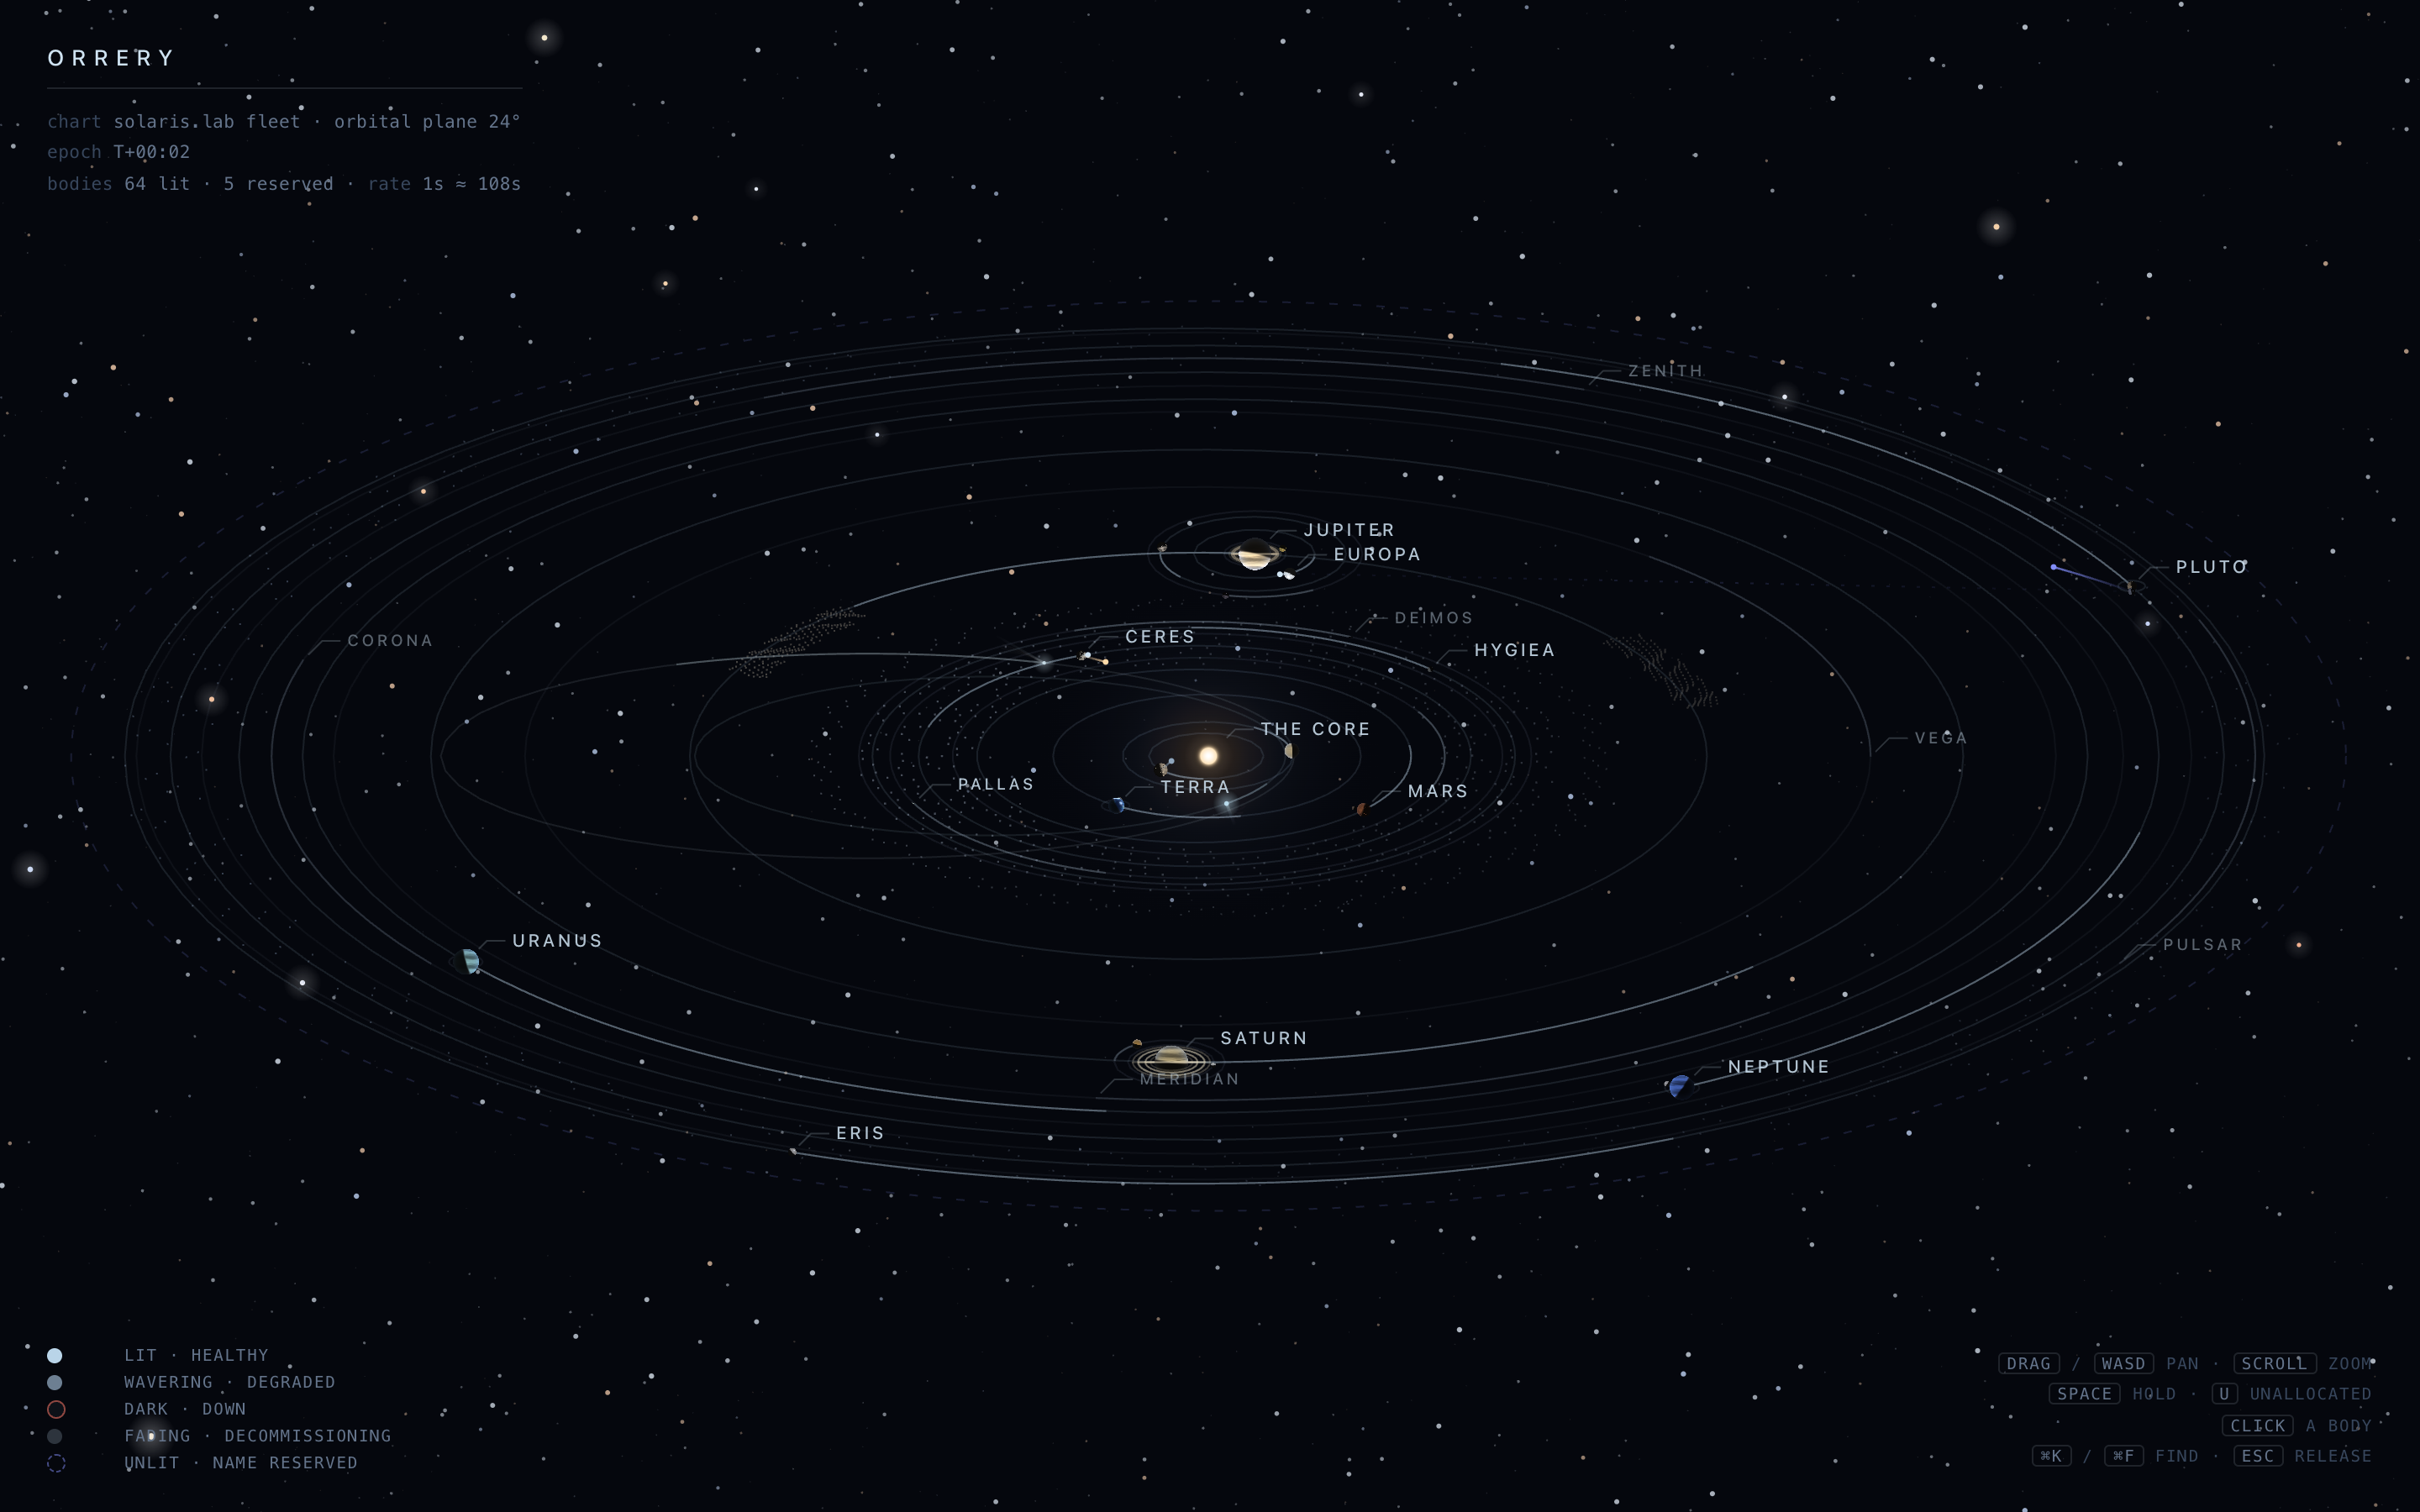 ORRERY
chart solaris.lab fleet · orbital plane 24°
epoch T+00:02
bodies 64 lit · 5 reserved · rate 1s ≈ 108s
ZENITH
JUPITER
EUROPA
PLUTO
DEIMOS
CERES
CORONA
HYGIEA
THE CORE
VEGA
PALLAS
TERRA
MARS
URANUS
PULSAR
SATURN
NEPTUNE
MERIDIAN
ERIS
LIT · HEALTHY
WAVERING · DEGRADED
DARK · DOWN
FADING · DECOMMISSIONING
UNLIT · NAME RESERVED
DRAG / WASD PAN · SCROLL ZOOM
SPACE HOLD · U UNALLOCATED
CLICK A BODY
⌘K / ⌘F FIND · ESC RELEASE